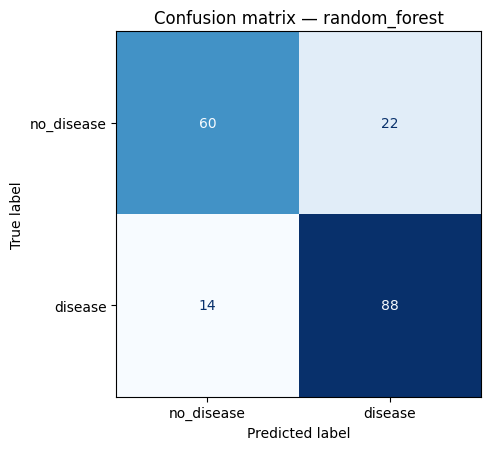 Confusion matrix — random_forest
True label
no_disease
60
22
disease
14
88
no_disease
disease
Predicted label